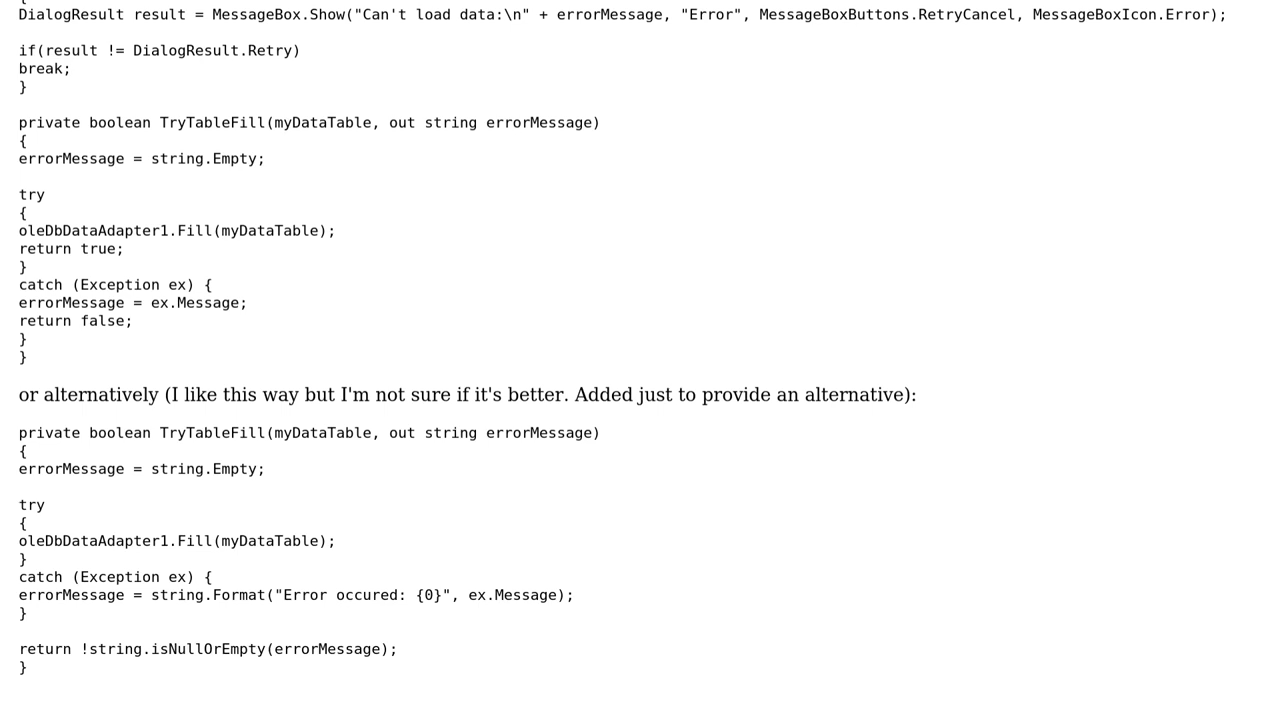 {
DialogResult result = MessageBox.Show("Can't load data:\n" + errorMessage, "Error", MessageBoxButtons.RetryCancel, MessageBoxIcon.Error);
if(result != DialogResult.Retry)
break;
}
private boolean TryTableFill(myDataTable, out string errorMessage)
{
errorMessage = string.Empty;
try
{
oleDbDataAdapter1.Fill(myDataTable);
return true;
}
catch (Exception ex) {
errorMessage = ex.Message;
return false;
}
}
or alternatively (I like this way but I'm not sure if it's better. Added just to provide an alternative):
private boolean TryTableFill(myDataTable, out string errorMessage)
{
errorMessage = string.Empty;
try
{
oleDbDataAdapter1.Fill(myDataTable);
}
catch (Exception ex) {
errorMessage = string.Format("Error occured: {0}", ex.Message);
}
return !string.isNullOrEmpty(errorMessage);
}